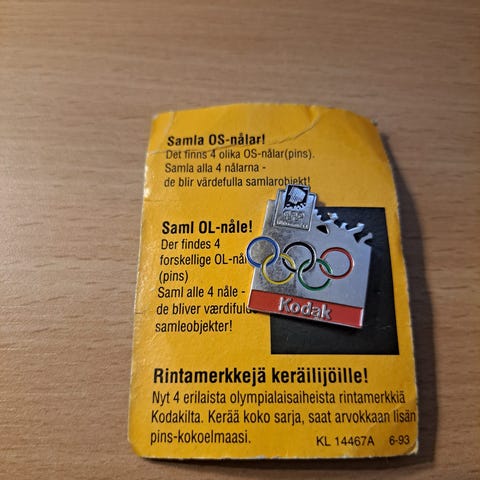 Samla OS-nålar!
Det finns 4 olika OS-nålar(pins).
Samla alla 4 nålarna -
de blir värdefulla samlarobjekt!
Saml OL-nåle!
Der findes 4
forskellige OL-
(pins)
Saml alle 4 nåle -
de bliver værdifulde
samleobjekter!
Kodak
Rintamerkkejä keräilijöille!
Nyt 4 erilaista olympialaisaiheista rintamerkkiä
Kodakilta. Kerää koko sarja, saat arvokkaan lisän
pins-kokoelmaasi.
KL 14467A 6-93